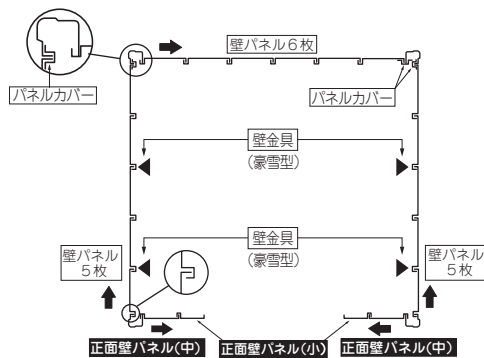 壁パネル6枚
パネルカバー
パネルカバー
壁金具
(豪雪型)
壁金具
(豪雪型)
壁パネル
5枚
壁パネル
5枚
正面壁パネル(中)
正面壁パネル(小)
正面壁パネル(中)